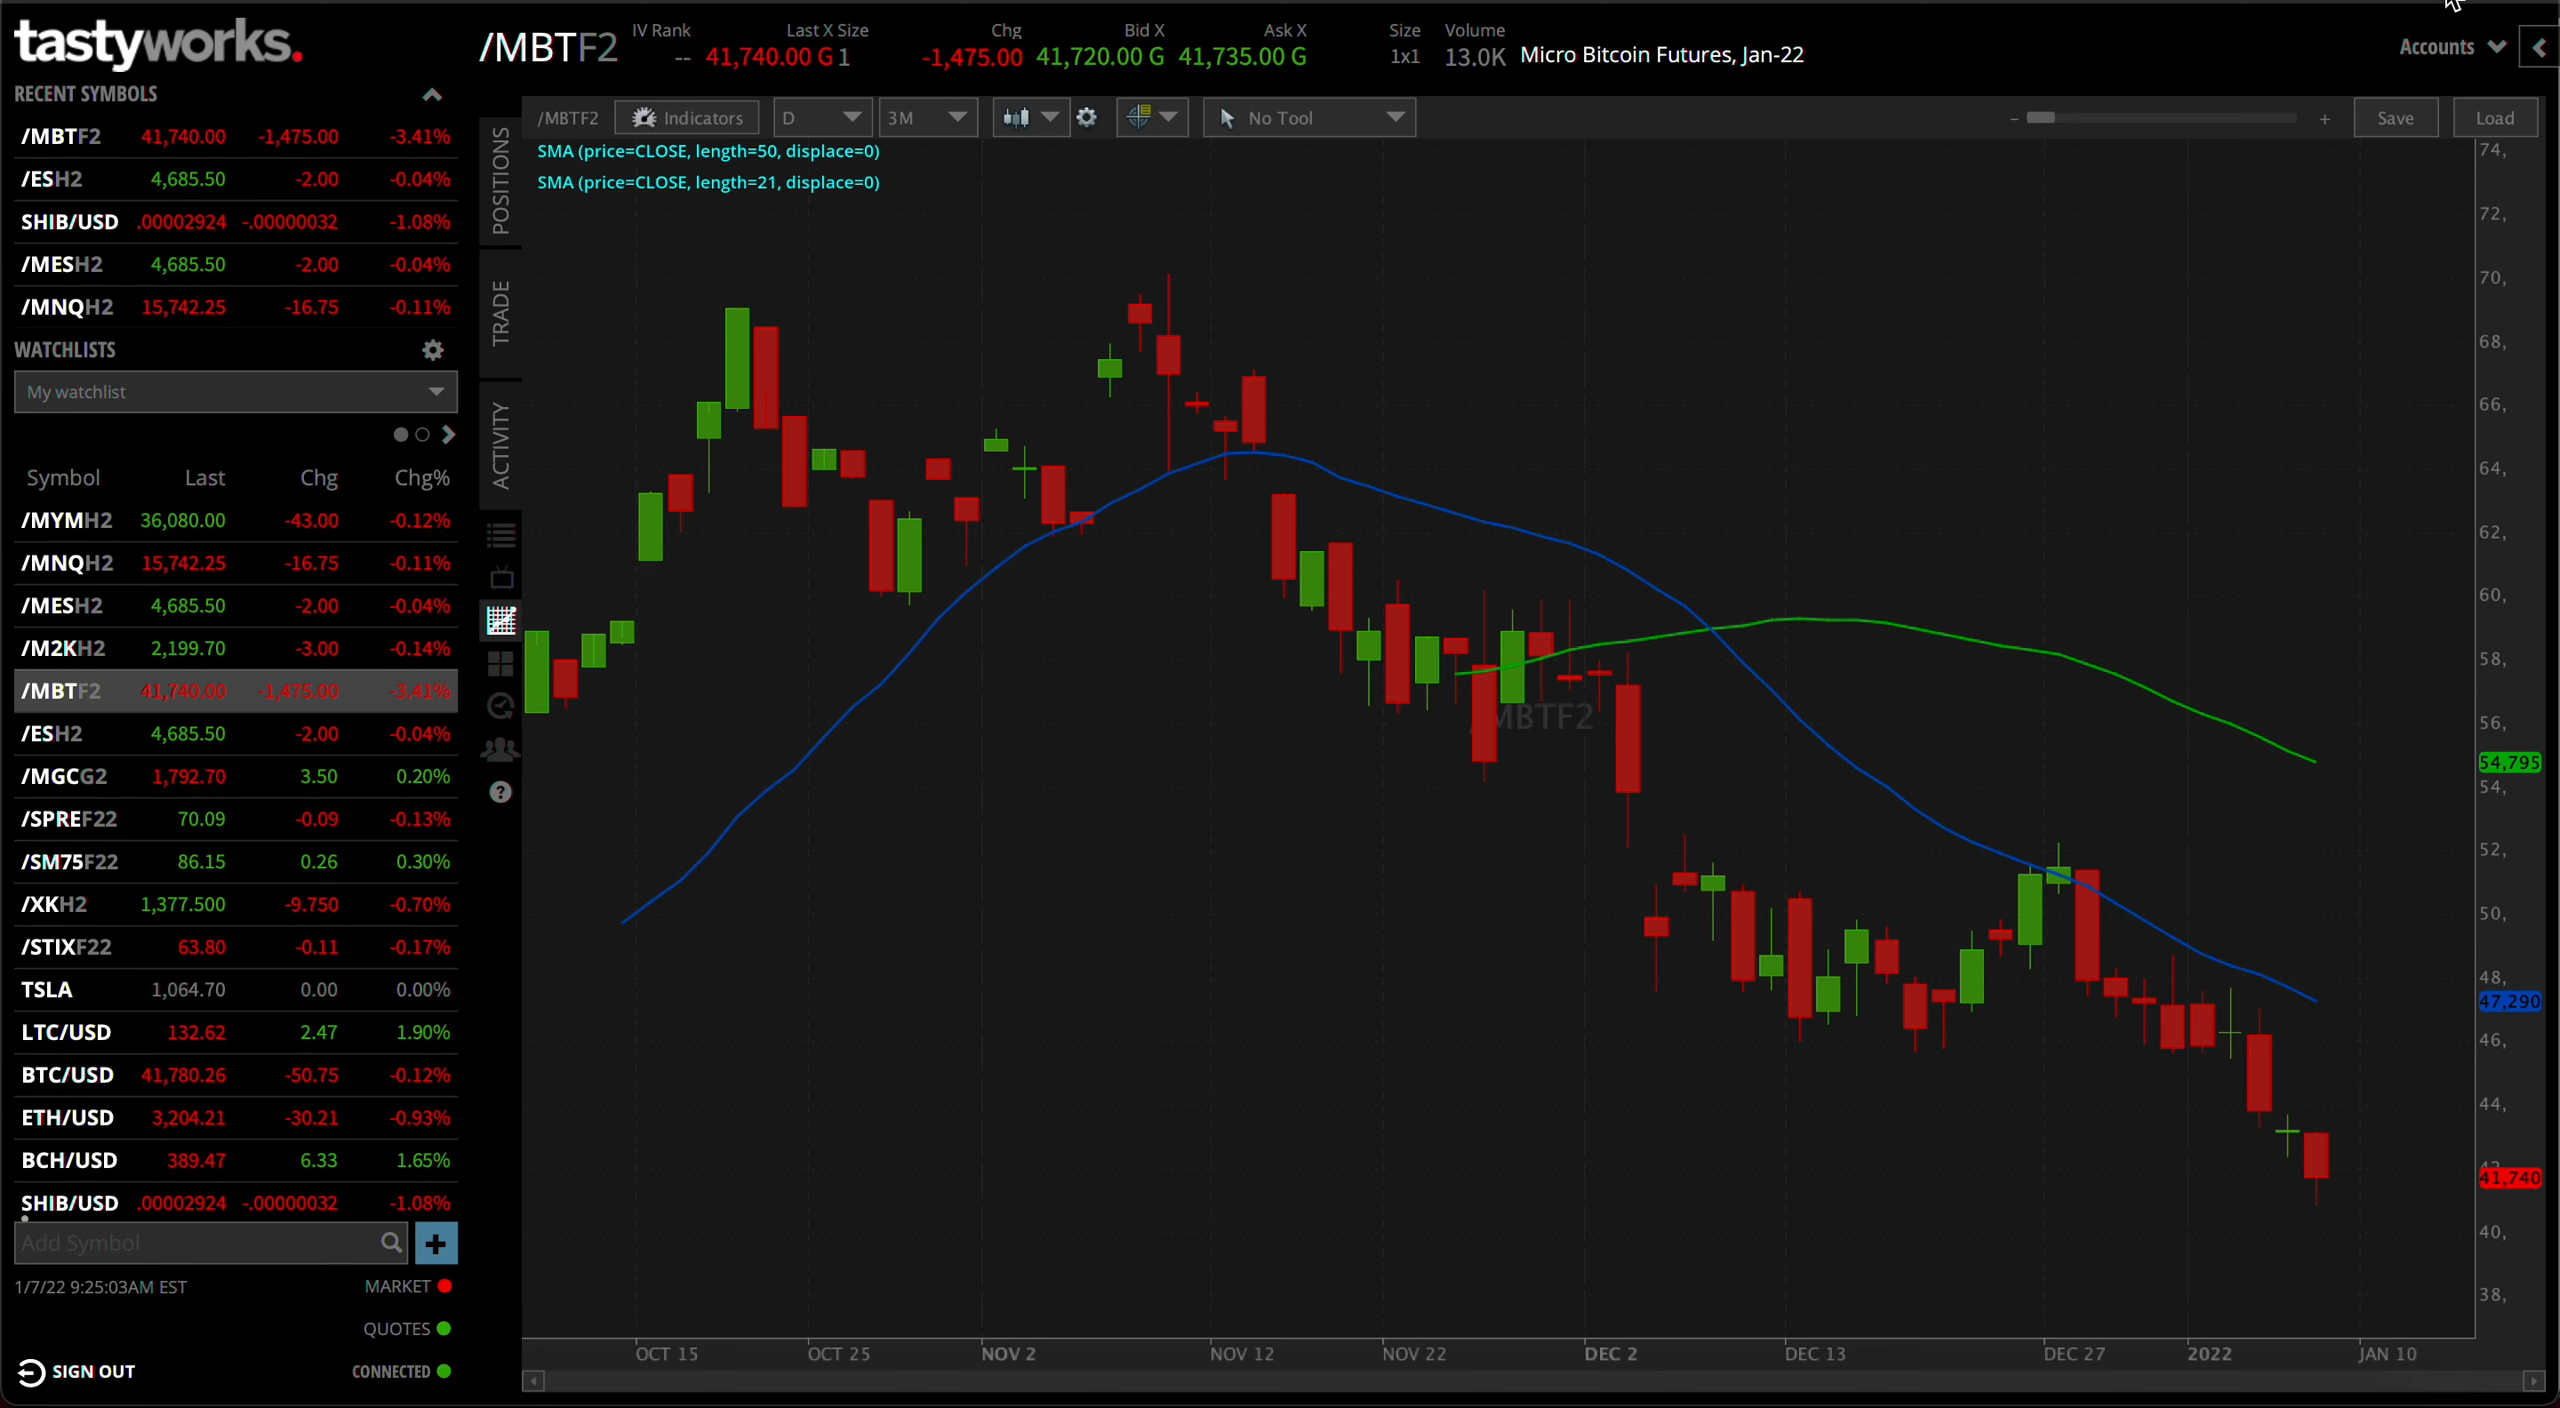 tastyworks.
/MBTF2
IV Rank
--
Last X Size
41,740.00 G 1
Chg
-1,475.00
Bid X
41,720.00 G
Ask X
41,735.00 G
Size
1x1
Volume
13.0K
Micro Bitcoin Futures, Jan-22
Accounts
RECENT SYMBOLS
/MBTF2 41,740.00 -1,475.00 -3.41%
/ESH2 4,685.50 -2.00 -0.04%
SHIB/USD .00002924 -.00000032 -1.08%
/MESH2 4,685.50 -2.00 -0.04%
/MNQH2 15,742.25 -16.75 -0.11%
WATCHLISTS
My watchlist
Symbol Last Chg Chg%
/MYMH2 36,080.00 -43.00 -0.12%
/MNQH2 15,742.25 -16.75 -0.11%
/MESH2 4,685.50 -2.00 -0.04%
/M2KH2 2,199.70 -3.00 -0.14%
/MBTF2 41,740.00 -1,475.00 -3.41%
/ESH2 4,685.50 -2.00 -0.04%
/MGCG2 1,792.70 3.50 0.20%
/SPREF22 70.09 -0.09 -0.13%
/SM75F22 86.15 0.26 0.30%
/XKH2 1,377.500 -9.750 -0.70%
/STIXF22 63.80 -0.11 -0.17%
TSLA 1,064.70 0.00 0.00%
LTC/USD 132.62 2.47 1.90%
BTC/USD 41,780.26 -50.75 -0.12%
ETH/USD 3,204.21 -30.21 -0.93%
BCH/USD 389.47 6.33 1.65%
SHIB/USD .00002924 -.00000032 -1.08%
Add Symbol
1/7/22 9:25:03AM EST MARKET
QUOTES
SIGN OUT CONNECTED
POSITIONS
TRADE
ACTIVITY
/MBTF2 Indicators D 3M No Tool - + Save Load
SMA (price=CLOSE, length=50, displace=0)
SMA (price=CLOSE, length=21, displace=0)
MBTF2
74,
72,
70,
68,
66,
64,
62,
60,
58,
56,
54,795
54,
52,
50,
48,
47,290
46,
44,
42,
41,740
40,
38,
OCT 15 OCT 25 NOV 2 NOV 12 NOV 22 DEC 2 DEC 13 DEC 27 2022 JAN 10